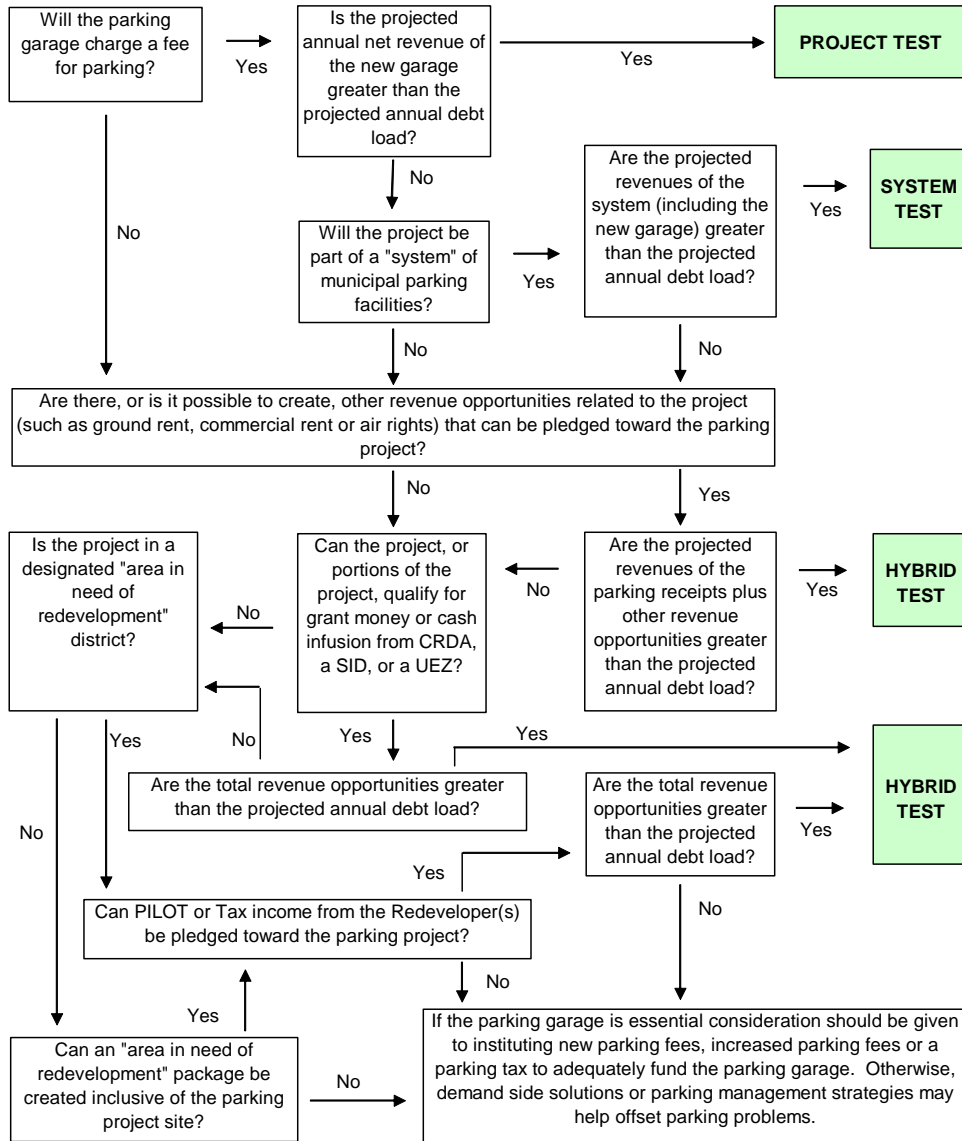 Will the parking
garage charge a fee
for parking?
Yes
Is the projected
annual net revenue of
the new garage
greater than the
projected annual debt
load?
Yes
PROJECT TEST
No
No
Will the project be
part of a "system" of
municipal parking
facilities?
Yes
Are the projected
revenues of the
system (including the
new garage) greater
than the projected
annual debt load?
Yes
SYSTEM
TEST
No
No
Are there, or is it possible to create, other revenue opportunities related to the project
(such as ground rent, commercial rent or air rights) that can be pledged toward the parking
project?
No
Yes
Is the project in a
designated "area in
need of
redevelopment"
district?
No
Can the project, or
portions of the
project, qualify for
grant money or cash
infusion from CRDA,
a SID, or a UEZ?
No
Are the projected
revenues of the
parking receipts plus
other revenue
opportunities greater
than the projected
annual debt load?
Yes
HYBRID
TEST
No
Yes
No
Yes
Yes
Are the total revenue opportunities greater
than the projected annual debt load?
Are the total revenue
opportunities greater
than the projected
annual debt load?
Yes
HYBRID
TEST
Yes
No
Can PILOT or Tax income from the Redeveloper(s)
be pledged toward the parking project?
Yes
No
Can an "area in need of
redevelopment" package be
created inclusive of the parking
project site?
No
If the parking garage is essential consideration should be given
to instituting new parking fees, increased parking fees or a
parking tax to adequately fund the parking garage.  Otherwise,
demand side solutions or parking management strategies may
help offset parking problems.